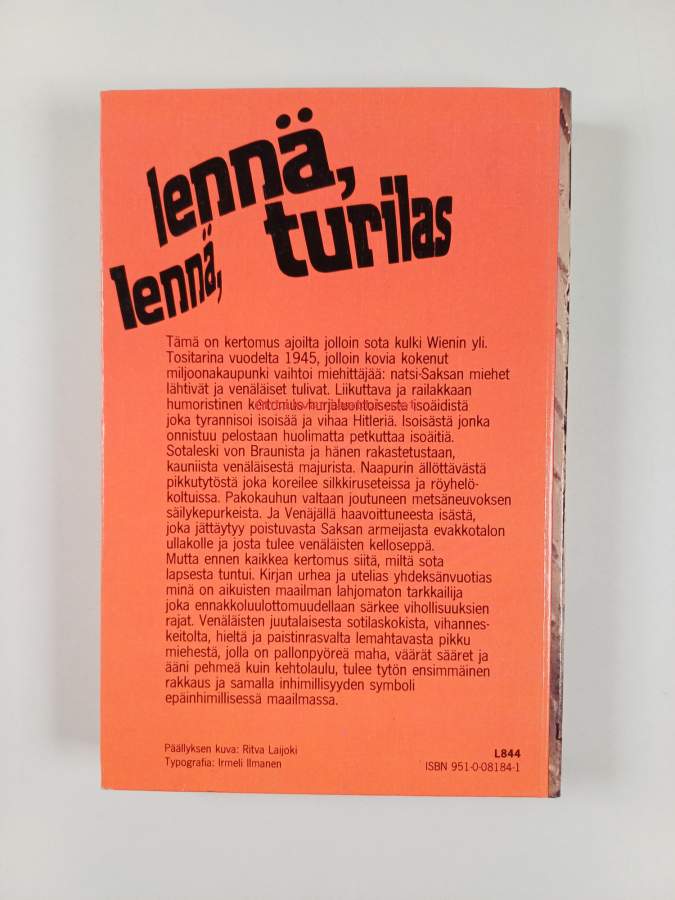 lennä,
lennä, turilas
Tämä on kertomus ajoilta jolloin sota kulki Wienin yli.
Tositarina vuodelta 1945, jolloin kovia kokenut
miljoonakaupunki vaihtoi miehittäjää: natsi-Saksan miehet
lähtivät ja venäläiset tulivat. Liikuttava ja railakkaan
humoristinen kertomus hurjaluontoisesta isoäidistä
joka tyrannisoi isoisää ja vihaa Hitleriä. Isoisästä jonka
onnistuu pelostaan huolimatta petkuttaa isoäitiä.
Sotaleski von Braunista ja hänen rakastetustaan,
kauniista venäläisestä majurista. Naapurin ällöttävästä
pikkutytöstä joka koreilee silkkiruseteissa ja röyhelö-
koltuissa. Pakokauhun valtaan joutuneen metsäneuvoksen
säilykepurkeista. Ja Venäjällä haavoittuneesta isästä,
joka jättäytyy poistuvasta Saksan armeijasta evakkotalon
ullakolle ja josta tulee venäläisten kelloseppä.
Mutta ennen kaikkea kertomus siitä, miltä sota
lapsesta tuntui. Kirjan urhea ja utelias yhdeksänvuotias
minä on aikuisten maailman lahjomaton tarkkailija
joka ennakkoluulottomuudellaan särkee vihollisuuksien
rajat. Venäläisten juutalaisesta sotilaskokista, vihannes-
keitolta, hieltä ja paistinrasvalta lemahtavasta pikku
miehestä, jolla on pallonpyöreä maha, väärät sääret ja
ääni pehmeä kuin kehtolaulu, tulee tytön ensimmäinen
rakkaus ja samalla inhimillisyyden symboli
epäinhimillisessä maailmassa.
Päällyksen kuva: Ritva Laijoki
Typografia: Irmeli Ilmanen
L844
ISBN 951-0-08184-1